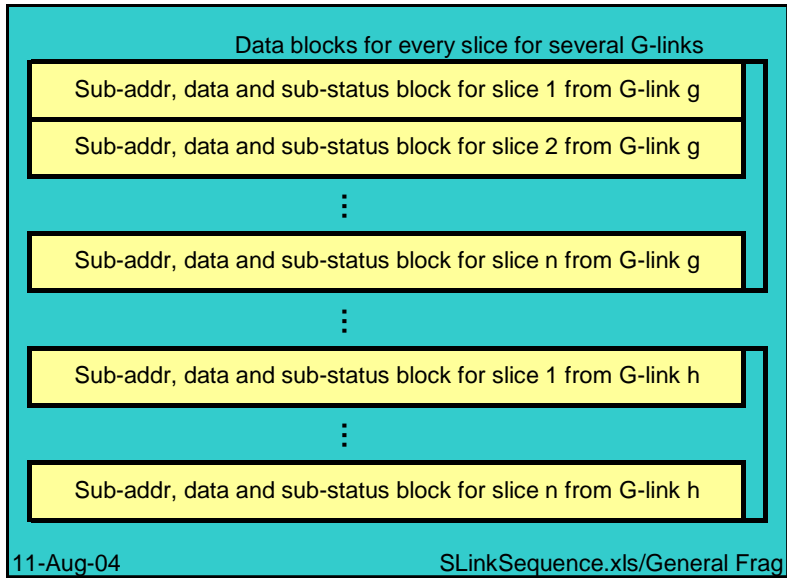 Data blocks for every slice for several G-links
Sub-addr, data and sub-status block for slice 1 from G-link g
Sub-addr, data and sub-status block for slice 2 from G-link g
⋮
Sub-addr, data and sub-status block for slice n from G-link g
⋮
Sub-addr, data and sub-status block for slice 1 from G-link h
⋮
Sub-addr, data and sub-status block for slice n from G-link h
11-Aug-04 SLinkSequence.xls/General Frag